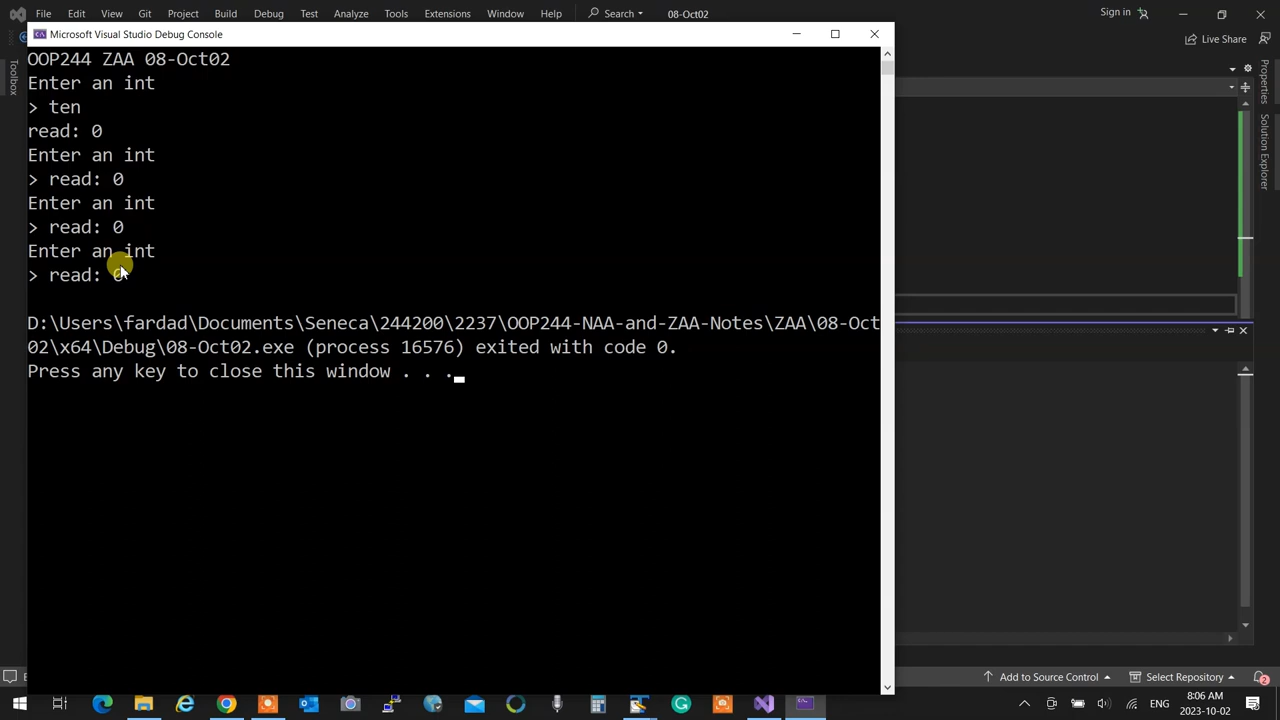 File Edit View Git Project Build Debug Test Analyze Tools Extensions Window Help Search 08-Oct02 Sign in
Microsoft Visual Studio Debug Console
Live Share
Toolbox
Properties
Solution Explorer
OOP244 ZAA 08-Oct02
Enter an int
> ten
read: 0
Enter an int
> read: 0
Enter an int
> read: 0
Enter an int
> read: 0
D:\Users\fardad\Documents\Seneca\244200\2237\OOP244-NAA-and-ZAA-Notes\ZAA\08-Oct
02\x64\Debug\08-Oct02.exe (process 16576) exited with code 0.
Press any key to close this window . . .
Add to Source Control Select Repository 2
ENG 8:06 AM
2023-10-02